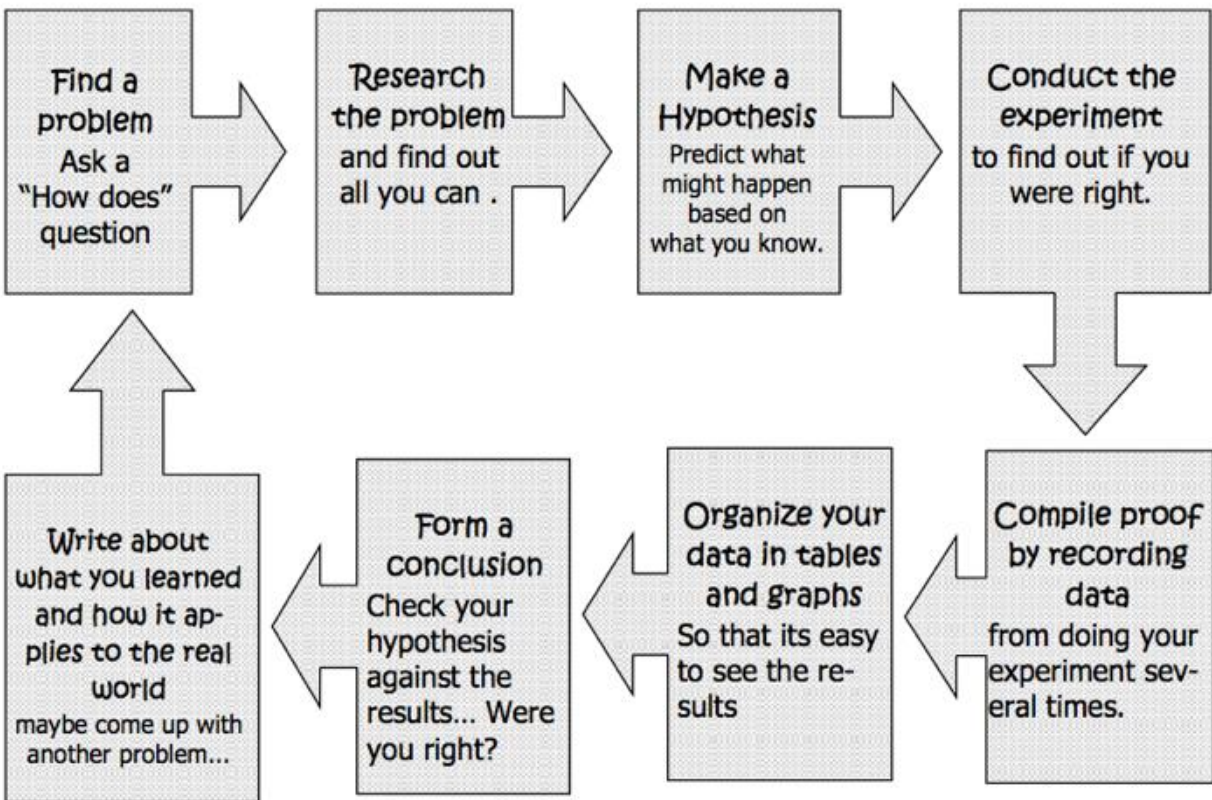 Find a
problem
Ask a
“How does”
question
Research
the problem
and find out
all you can .
Make a
Hypothesis
Predict what
might happen
based on
what you know.
Conduct the
experiment
to find out if you
were right.
Compile proof
by recording
data
from doing your
experiment sev-
eral times.
Organize your
data in tables
and graphs
So that its easy
to see the re-
sults
Form a
conclusion
Check your
hypothesis
against the
results... Were
you right?
Write about
what you learned
and how it ap-
plies to the real
world
maybe come up with
another problem...